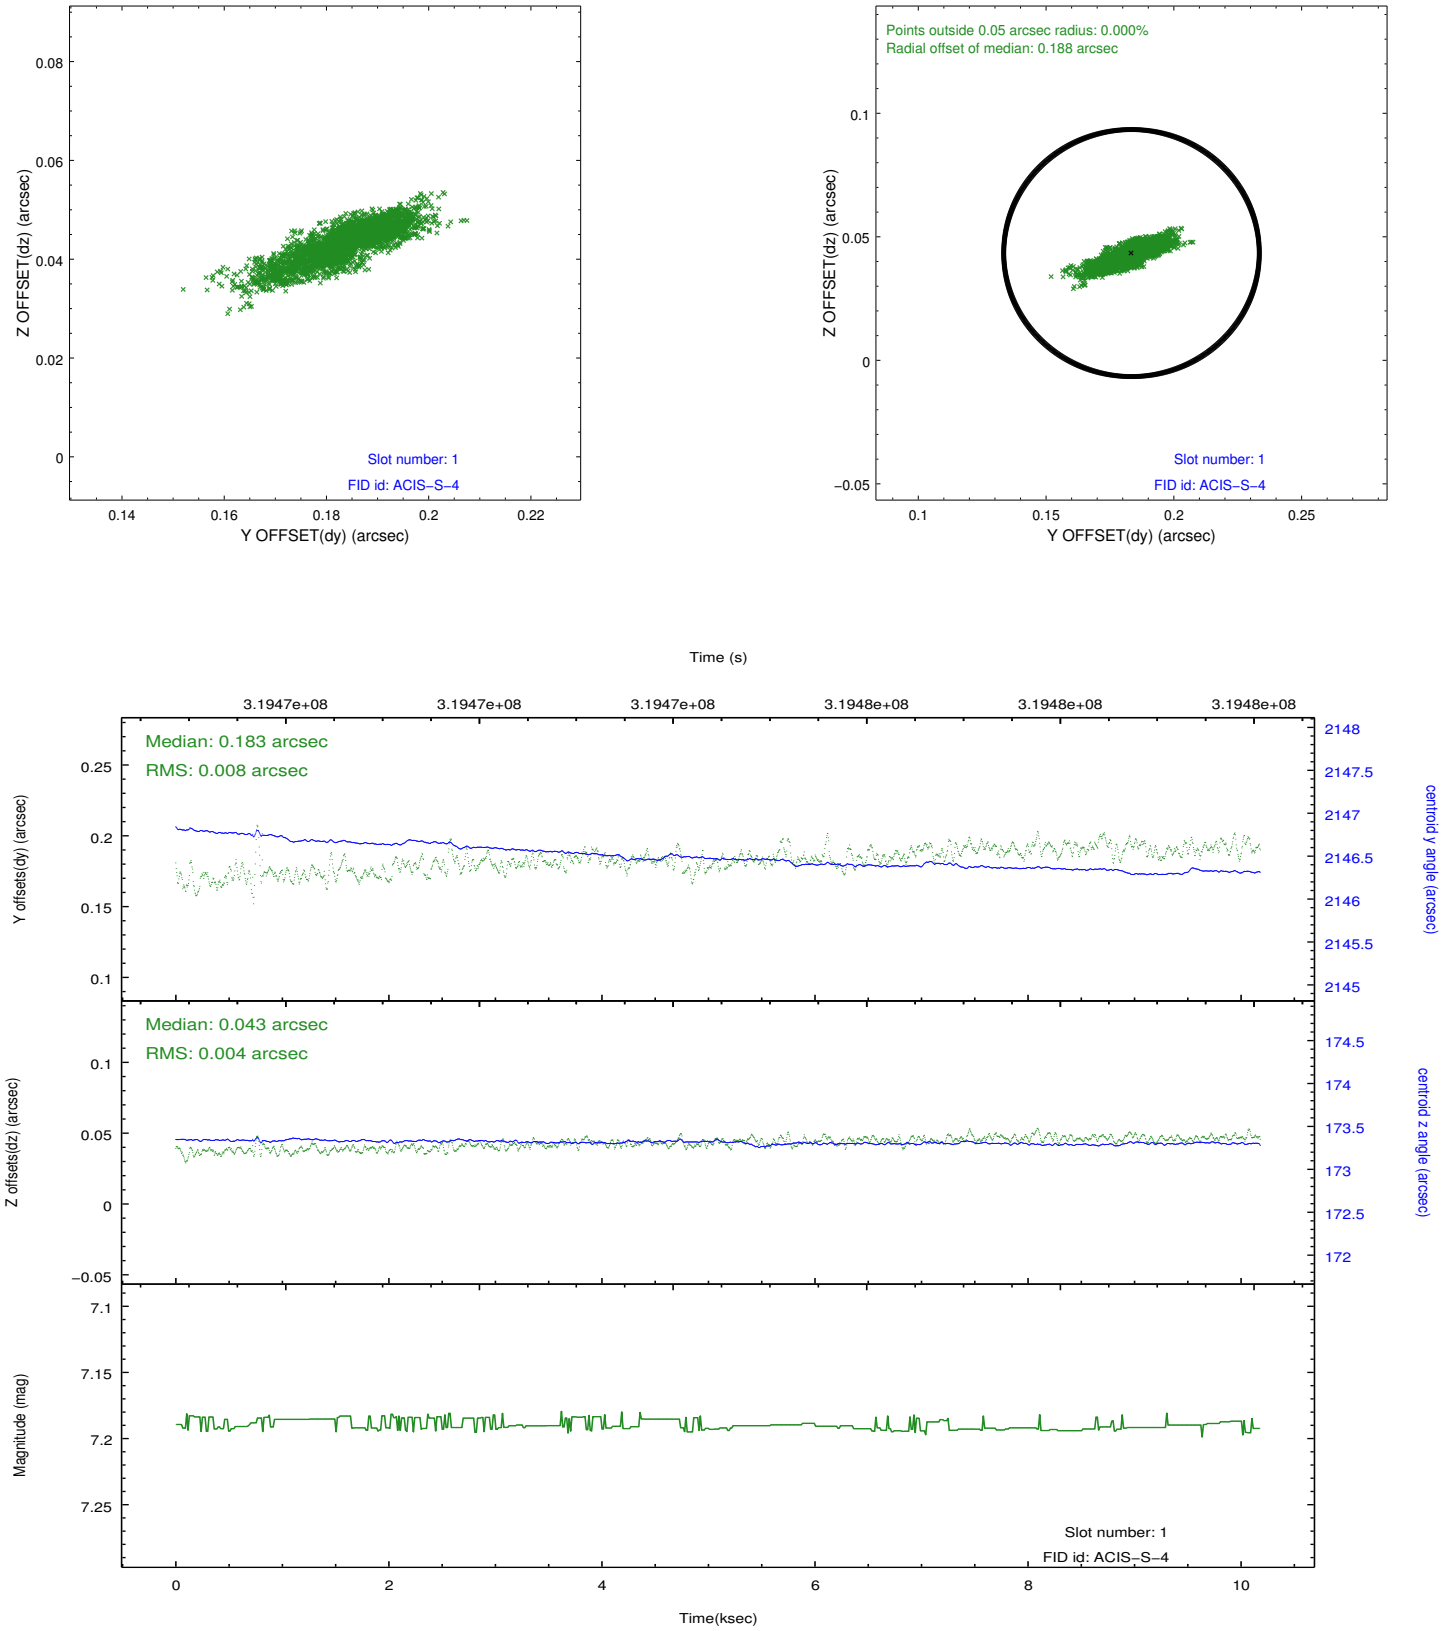 0.08
0.06
0.04
0.02
0
Z OFFSET(dz) (arcsec)
Slot number: 1
FID id: ACIS−S−4
0.14 0.16 0.18 0.2 0.22
Y OFFSET(dy) (arcsec)
Points outside 0.05 arcsec radius: 0.000%
Radial offset of median: 0.188 arcsec
0.1
0.05
0
−0.05
Z OFFSET(dz) (arcsec)
Slot number: 1
FID id: ACIS−S−4
0.1 0.15 0.2 0.25
Y OFFSET(dy) (arcsec)
Time (s)
3.1947e+08 3.1947e+08 3.1947e+08 3.1948e+08 3.1948e+08 3.1948e+08
Median: 0.183 arcsec
RMS: 0.008 arcsec
0.25
0.2
0.15
0.1
Y offsets(dy) (arcsec)
2148
2147.5
2147
2146.5
2146
2145.5
2145
centroid y angle (arcsec)
Median: 0.043 arcsec
RMS: 0.004 arcsec
0.1
0.05
0
−0.05
Z offsets(dz) (arcsec)
174.5
174
173.5
173
172.5
172
centroid z angle (arcsec)
7.1
7.15
7.2
7.25
Magnitude (mag)
Slot number: 1
FID id: ACIS−S−4
0 2 4 6 8 10
Time(ksec)